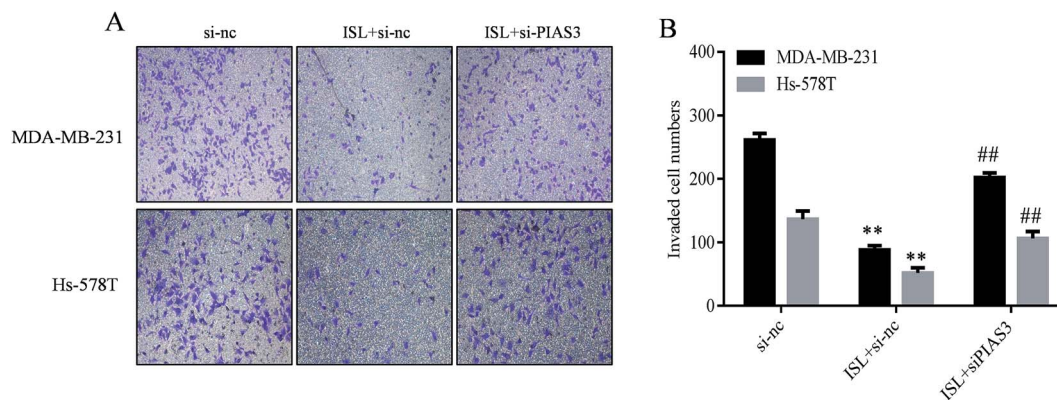 A
si-nc
ISL+si-nc
ISL+si-PIAS3
MDA-MB-231
Hs-578T
B
MDA-MB-231
Hs-578T
Invaded cell numbers
400
300
200
100
0
**
**
##
##
si-nc
ISL+si-nc
ISL+siPIAS3